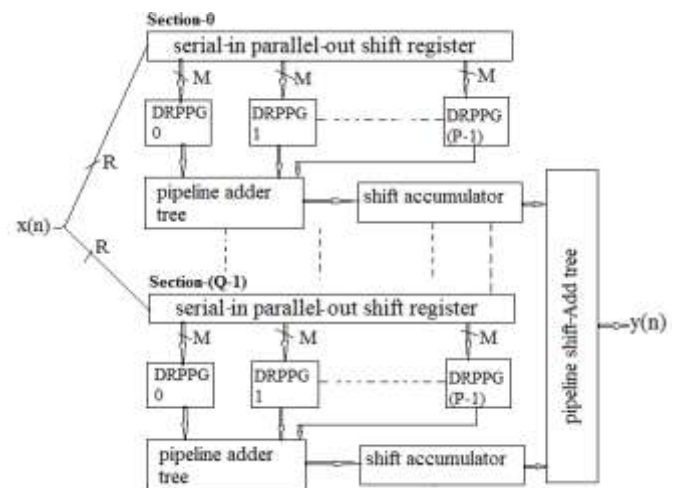 Section-0
serial-in parallel-out shift register
M
M
M
DRPPG
0
DRPPG
1
DRPPG
(P-1)
R
pipeline adder
tree
shift accumulator
x(n)
R
Section-(Q-1)
serial-in parallel-out shift register
M
M
M
DRPPG
0
DRPPG
1
DRPPG
(P-1)
pipeline adder
tree
shift accumulator
pipeline shift-Add tree
y(n)